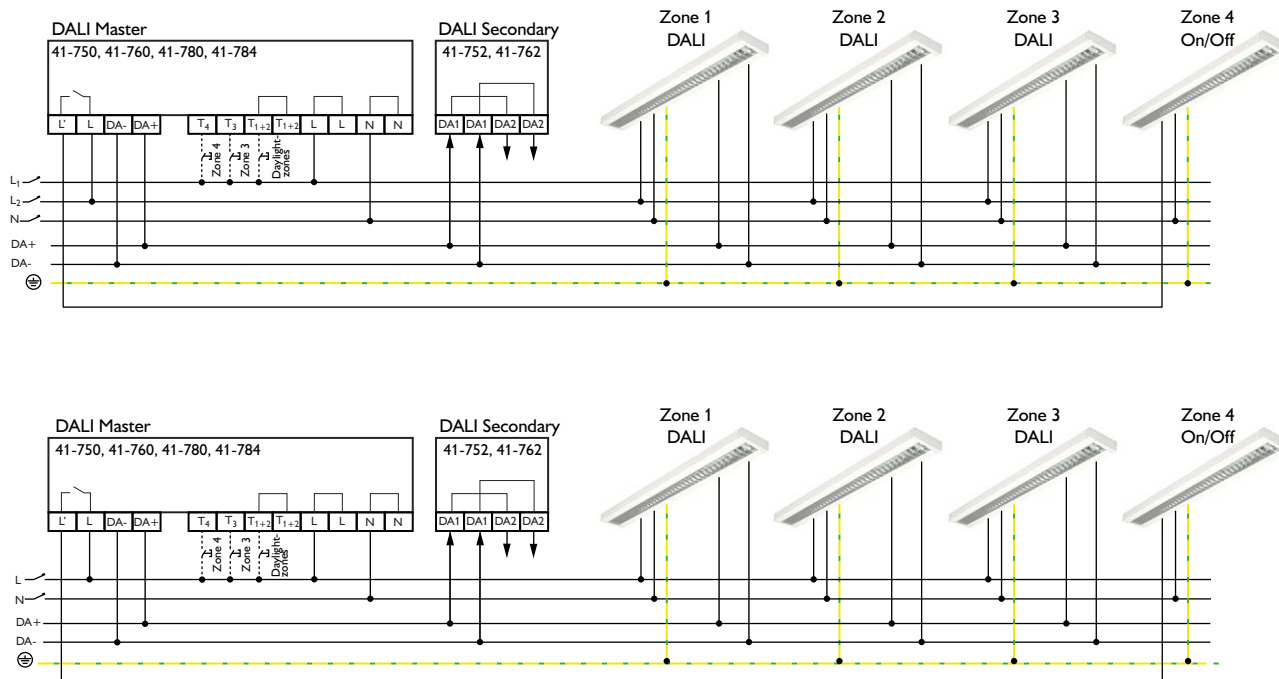 DALI Master
41-750, 41-760, 41-780, 41-784
L' L DA- DA+ T4 T3 T1+2 T1+2 L L N N
Zone 4
Zone 3
Daylight-
zones
DALI Secondary
41-752, 41-762
DA1 DA1 DA2 DA2
Zone 1
DALI
Zone 2
DALI
Zone 3
DALI
Zone 4
On/Off
L1
L2
N
DA+
DA-
DALI Master
41-750, 41-760, 41-780, 41-784
L' L DA- DA+ T4 T3 T1+2 T1+2 L L N N
Zone 4
Zone 3
Daylight-
zones
DALI Secondary
41-752, 41-762
DA1 DA1 DA2 DA2
Zone 1
DALI
Zone 2
DALI
Zone 3
DALI
Zone 4
On/Off
L
N
DA+
DA-